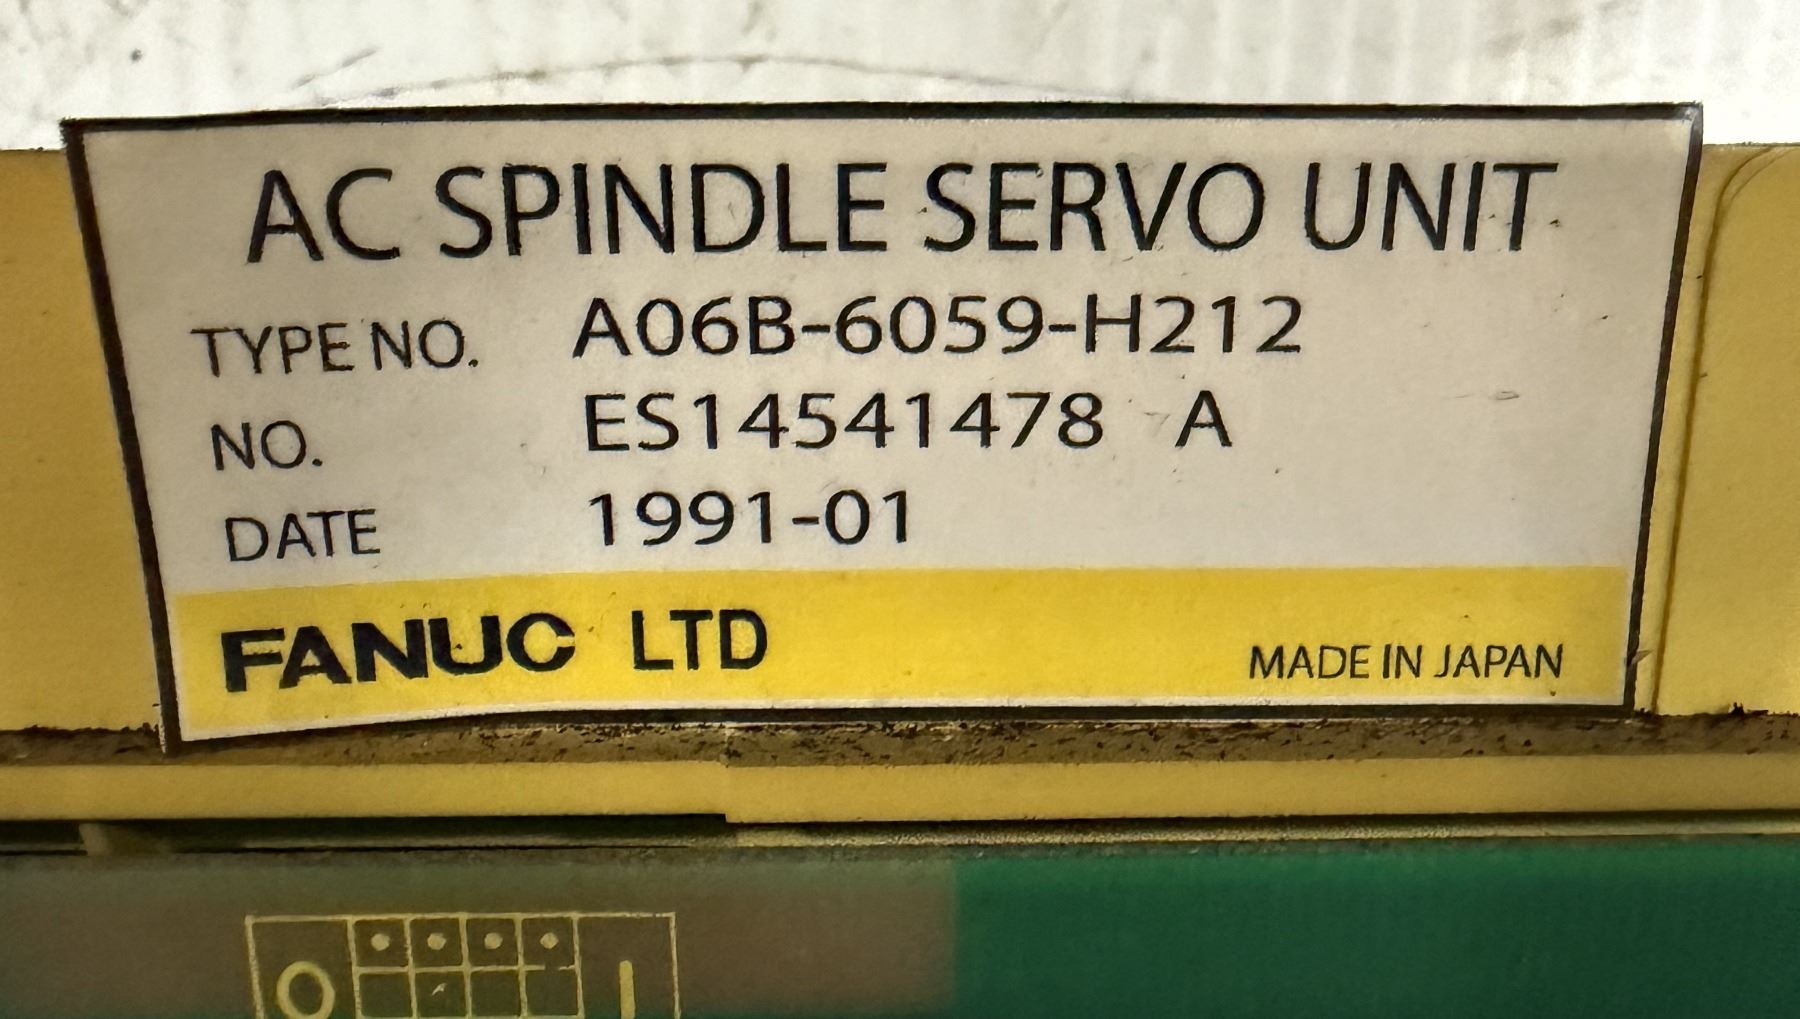 AC SPINDLE SERVO UNIT
TYPE NO. A06B-6059-H212
NO. ES14541478 A
DATE 1991-01
FANUC LTD MADE IN JAPAN
O I